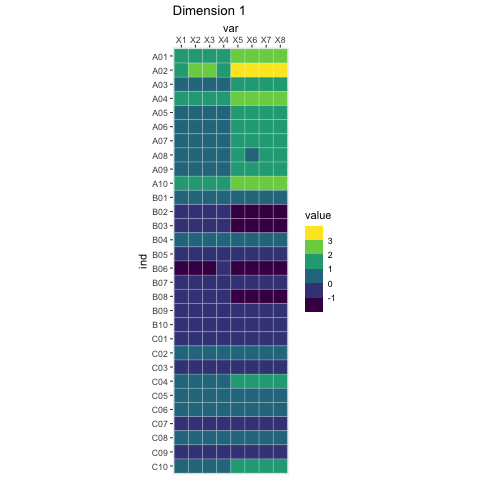 Dimension 1
var
X1 X2 X3 X4 X5 X6 X7 X8
A01
A02
A03
A04
A05
A06
A07
A08
A09
A10
B01
B02
B03
B04
B05
B06
B07
B08
B09
B10
C01
C02
C03
C04
C05
C06
C07
C08
C09
C10
ind
value
3
2
1
0
-1